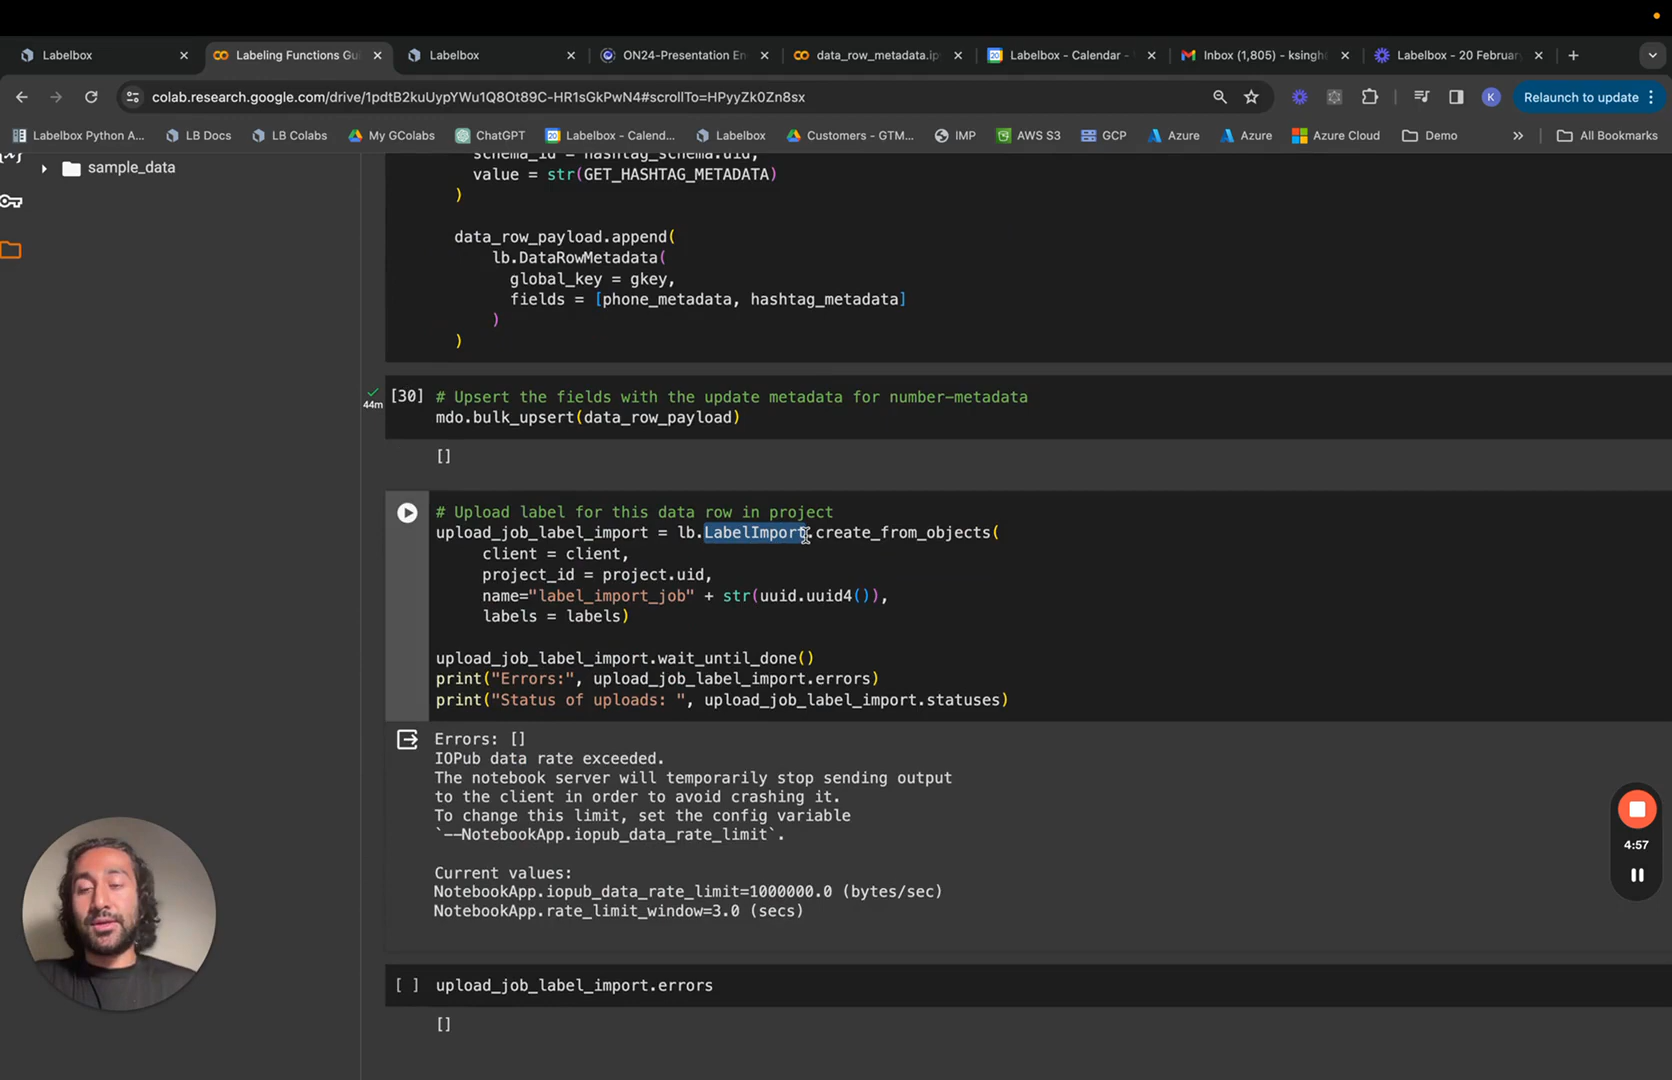 Labelbox
Labeling Functions Gui
Labelbox
ON24-Presentation En
data_row_metadata.ip
Labelbox - Calendar -
Inbox (1,805) - ksingh
Labelbox - 20 Februar
colab.research.google.com/drive/1pdtB2kuUypYWu1Q8Ot89C-HR1sGkPwN4#scrollTo=HPyyZk0Zn8sx
K
Relaunch to update
Labelbox Python A...
LB Docs
LB Colabs
My GColabs
ChatGPT
Labelbox - Calend...
Labelbox
Customers - GTM...
IMP
AWS S3
GCP
Azure
Azure
Azure Cloud
Demo
»
All Bookmarks
{x}
sample_data
schema_id = hashtag_schema.uid,
value = str(GET_HASHTAG_METADATA)
)
data_row_payload.append(
lb.DataRowMetadata(
global_key = gkey,
fields = [phone_metadata, hashtag_metadata]
)
)
44m
[30] # Upsert the fields with the update metadata for number-metadata
mdo.bulk_upsert(data_row_payload)
[]
# Upload label for this data row in project
upload_job_label_import = lb.LabelImport.create_from_objects(
client = client,
project_id = project.uid,
name="label_import_job" + str(uuid.uuid4()),
labels = labels)
upload_job_label_import.wait_until_done()
print("Errors:", upload_job_label_import.errors)
print("Status of uploads: ", upload_job_label_import.statuses)
Errors: []
IOPub data rate exceeded.
The notebook server will temporarily stop sending output
to the client in order to avoid crashing it.
To change this limit, set the config variable
`--NotebookApp.iopub_data_rate_limit`.
Current values:
NotebookApp.iopub_data_rate_limit=1000000.0 (bytes/sec)
NotebookApp.rate_limit_window=3.0 (secs)
4:57
[ ] upload_job_label_import.errors
[]